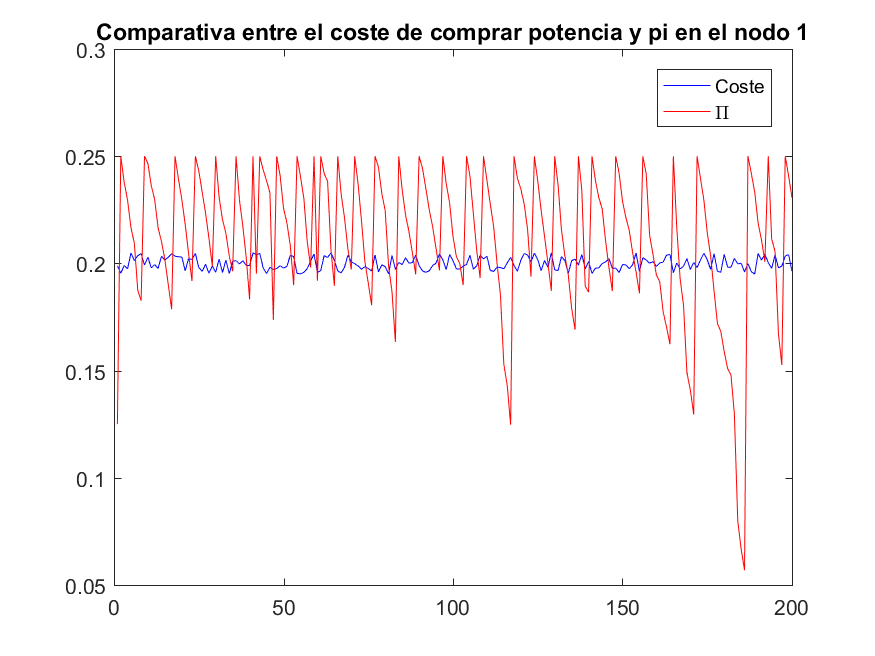 Comparativa entre el coste de comprar potencia y pi en el nodo 1
0.3
Coste
Π
0.25
0.2
0.15
0.1
0.05
0 50 100 150 200